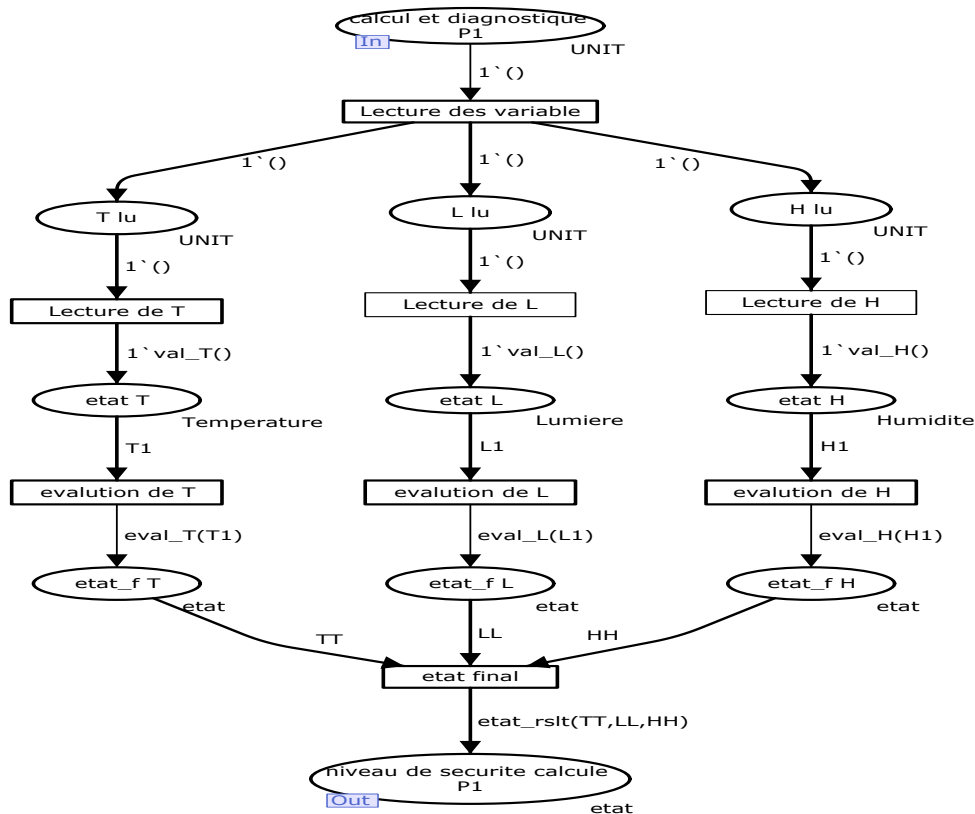 calcul et diagnostique
P1
In
UNIT
1`()
Lecture des variable
1`()
1`()
1`()
T lu
UNIT
L lu
UNIT
H lu
UNIT
1`()
1`()
1`()
Lecture de T
Lecture de L
Lecture de H
1`val_T()
1`val_L()
1`val_H()
etat T
Temperature
etat L
Lumiere
etat H
Humidite
T1
L1
H1
evalution de T
evalution de L
evalution de H
eval_T(T1)
eval_L(L1)
eval_H(H1)
etat_f T
etat
etat_f L
etat
etat_f H
etat
TT
LL
HH
etat final
etat_rslt(TT,LL,HH)
niveau de securite calcule
P1
Out
etat